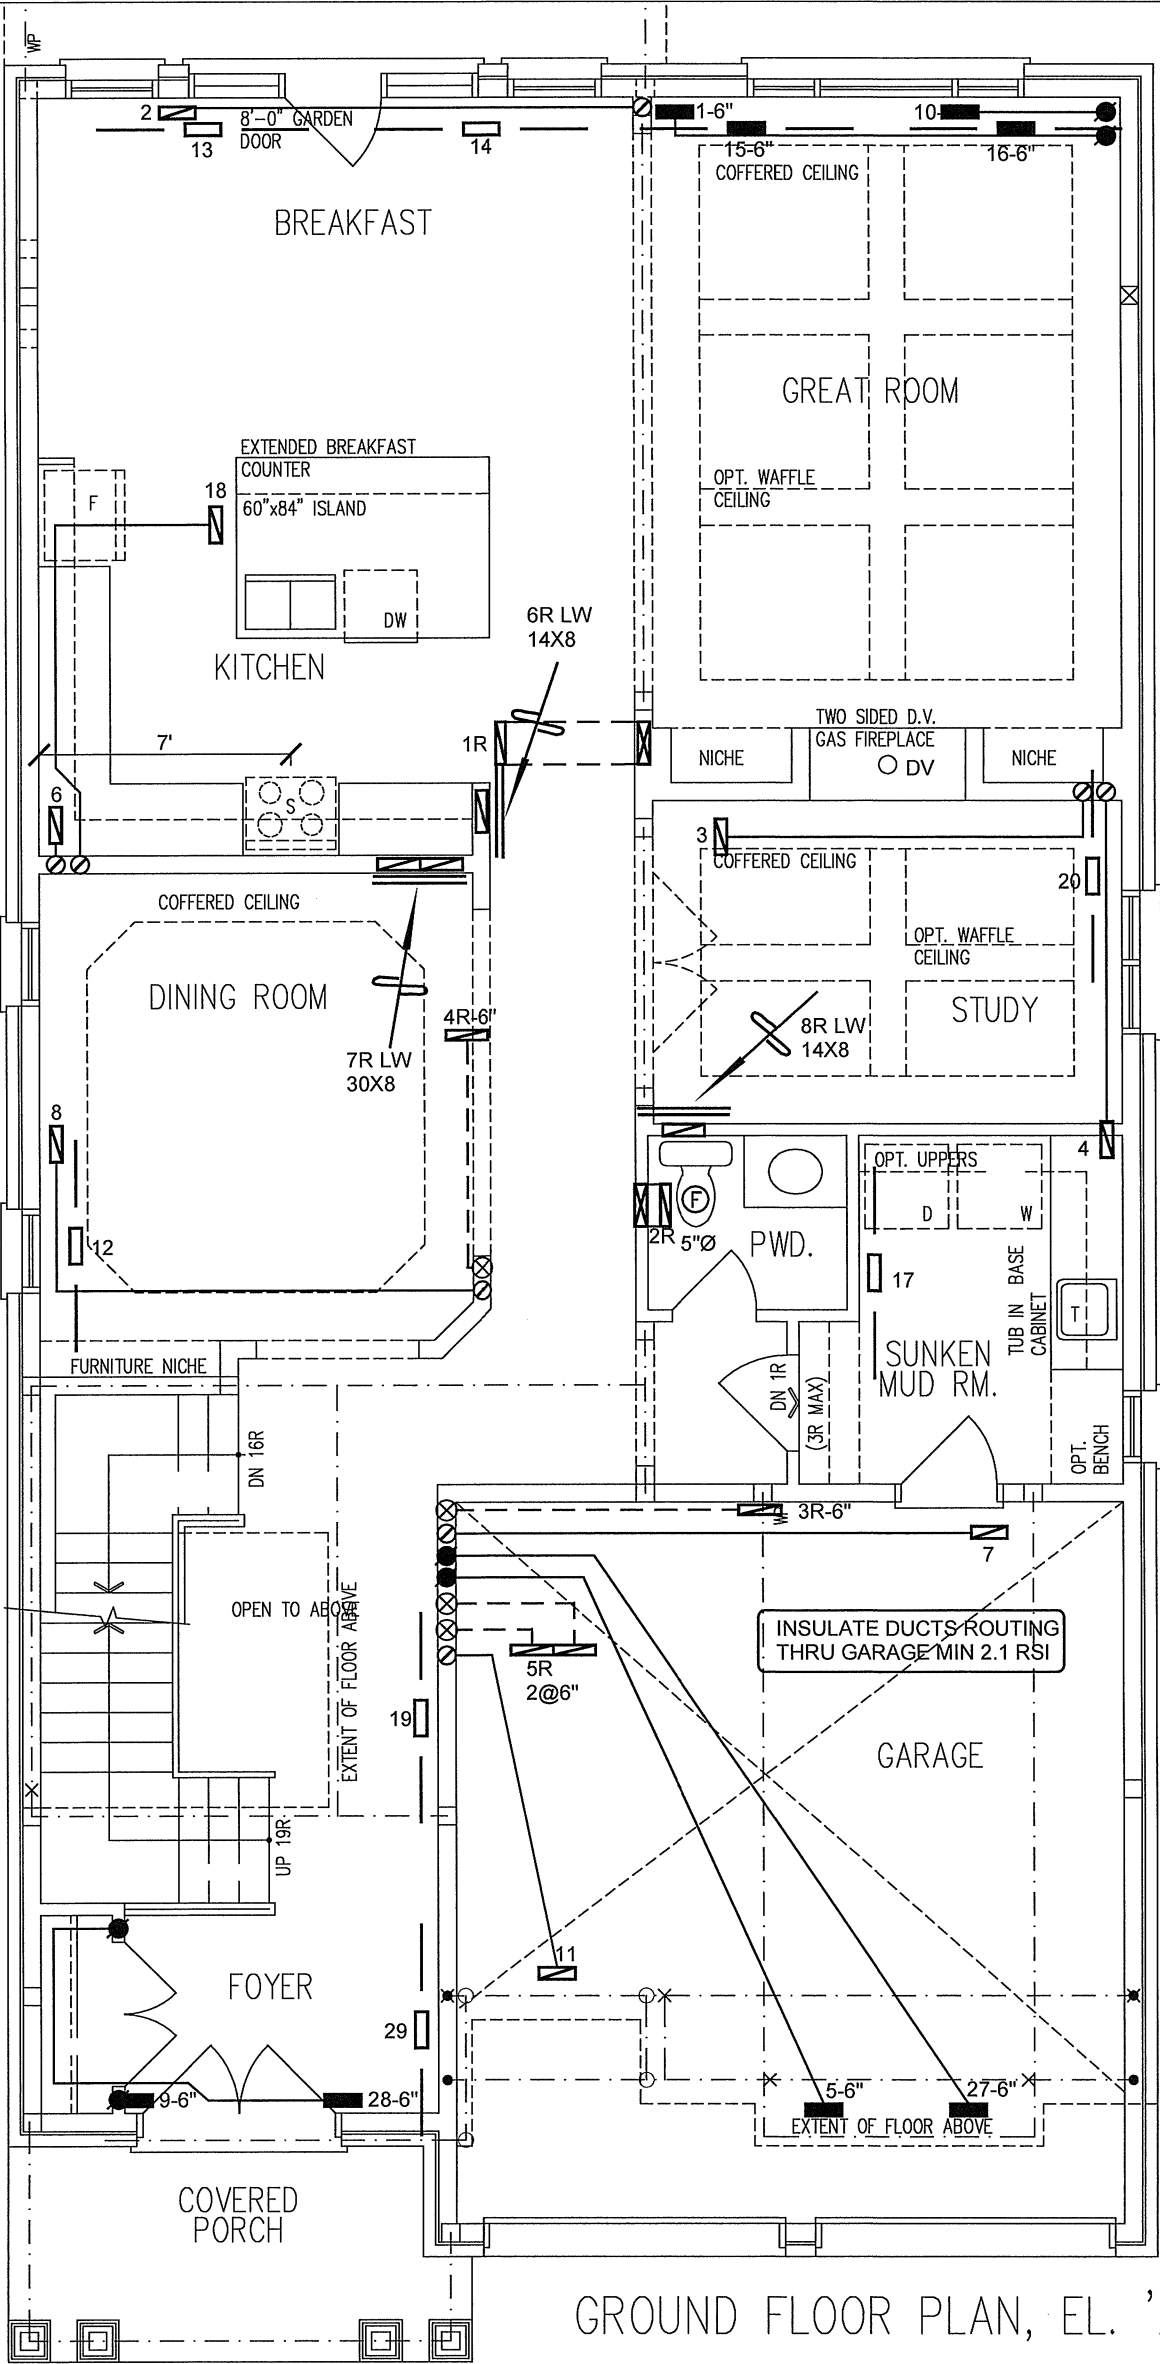 WP
2
13
8'-0" GARDEN
DOOR
14
1-6"
10-
15-6"
16-6"
COFFERED CEILING
BREAKFAST
GREAT ROOM
EXTENDED BREAKFAST
COUNTER
60"x84" ISLAND
F
18
OPT. WAFFLE
CEILING
DW
6R LW
14X8
KITCHEN
7'
1R
TWO SIDED D.V.
GAS FIREPLACE
DV
NICHE
NICHE
6
S
3
COFFERED CEILING
20
COFFERED CEILING
OPT. WAFFLE
CEILING
DINING ROOM
STUDY
4R-6"
7R LW
30X8
8R LW
14X8
8
4
OPT. UPPERS
D
W
F
2R
5"Ø
PWD.
12
17
TUB IN BASE
CABINET
T
SUNKEN
MUD RM.
FURNITURE NICHE
DN 1R
(3R MAX)
DN 16R
OPT.
BENCH
3R-6"
W
7
OPEN TO ABOVE
EXTENT OF FLOOR ABOVE
INSULATE DUCTS ROUTING
THRU GARAGE MIN 2.1 RSI
5R
2@6"
19
GARAGE
UP 19R
11
FOYER
29
9-6"
28-6"
5-6"
27-6"
EXTENT OF FLOOR ABOVE
COVERED
PORCH
GROUND FLOOR PLAN, EL. '